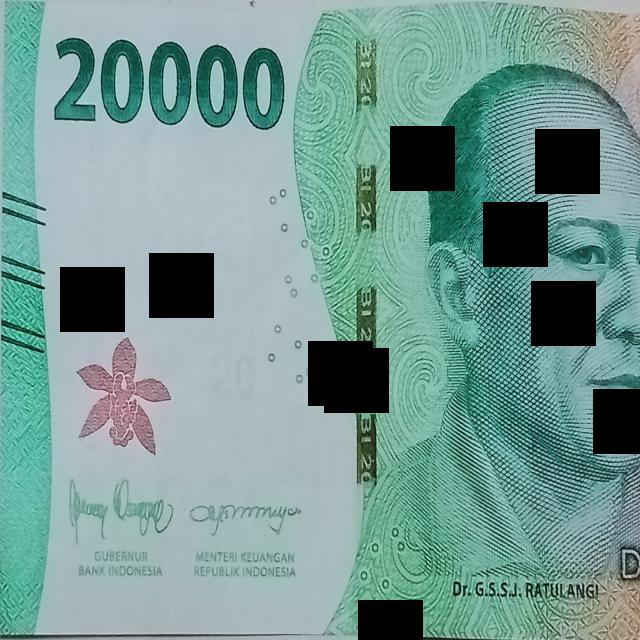 20000
BI 20
BI 20
BI 20
BI 20
20
GUBERNUR
BANK INDONESIA
MENTERI KEUANGAN
REPUBLIK INDONESIA
Dr. G.S.S.J. RATULANGI
D